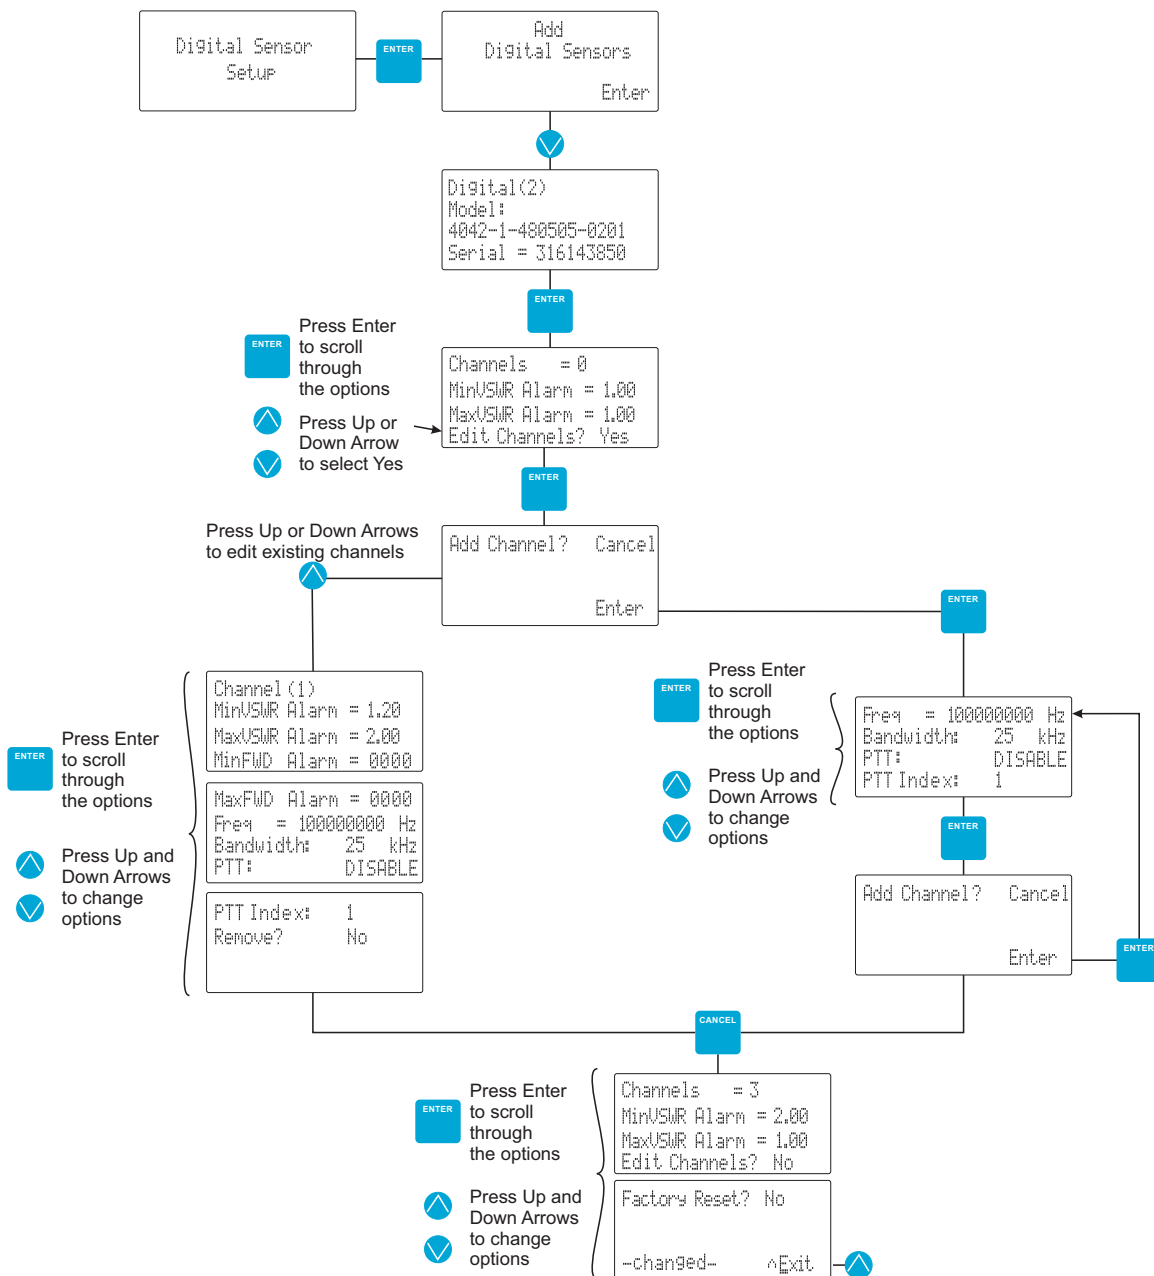 Digital Sensor
Setup
ENTER
Add
Digital Sensors
Enter
Digital(2)
Model:
4042-1-480505-0201
Serial = 316143850
ENTER
ENTER
Press Enter
to scroll
through
the options
Press Up or
Down Arrow
to select Yes
Channels = 0
MinVSWR Alarm = 1.00
MaxVSWR Alarm = 1.00
Edit Channels? Yes
ENTER
Press Up or Down Arrows
to edit existing channels
Add Channel? Cancel
Enter
ENTER
ENTER
Press Enter
to scroll
through
the options
Press Up and
Down Arrows
to change
options
Channel(1)
MinVSWR Alarm = 1.20
MaxVSWR Alarm = 2.00
MinFWD Alarm = 0000
MaxFWD Alarm = 0000
Freq = 100000000 Hz
Bandwidth: 25 kHz
PTT: DISABLE
PTT Index: 1
Remove? No
ENTER
Press Enter
to scroll
through
the options
Press Up and
Down Arrows
to change
options
Freq = 100000000 Hz
Bandwidth: 25 kHz
PTT: DISABLE
PTT Index: 1
ENTER
Add Channel? Cancel
Enter
ENTER
CANCEL
ENTER
Press Enter
to scroll
through
the options
Press Up and
Down Arrows
to change
options
Channels = 3
MinVSWR Alarm = 2.00
MaxVSWR Alarm = 1.00
Edit Channels? No
Factory Reset? No
-changed- ^Exit